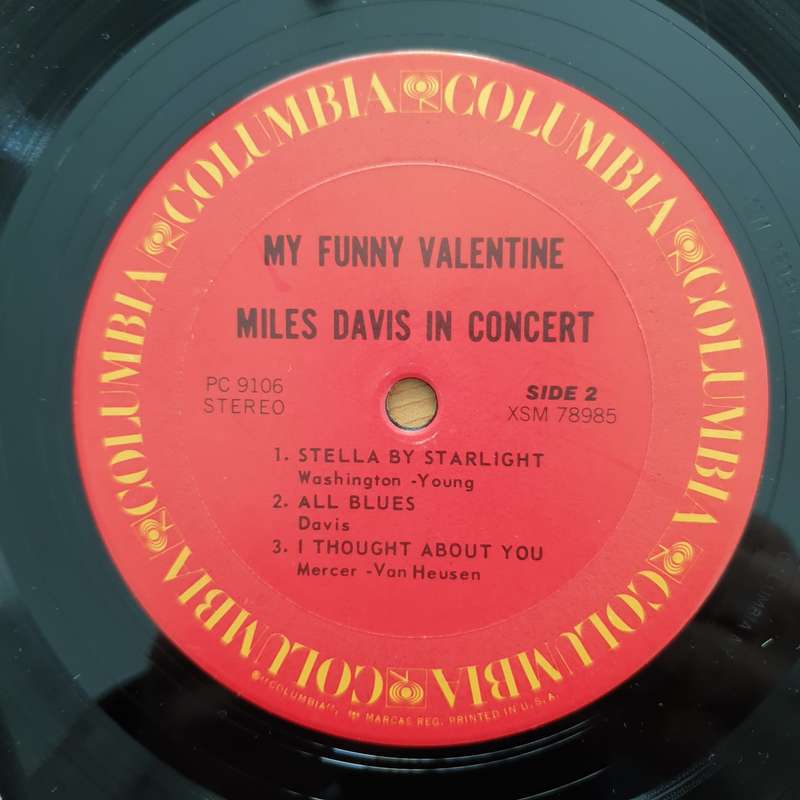 COLUMBIA COLUMBIA COLUMBIA COLUMBIA COLUMBIA COLUMBIA
MY FUNNY VALENTINE
MILES DAVIS IN CONCERT
PC 9106
STEREO
SIDE 2
XSM 78985
1. STELLA BY STARLIGHT
Washington -Young
2. ALL BLUES
Davis
3. I THOUGHT ABOUT YOU
Mercer -Van Heusen
®"COLUMBIA", MARCAS REG. PRINTED IN U.S.A.